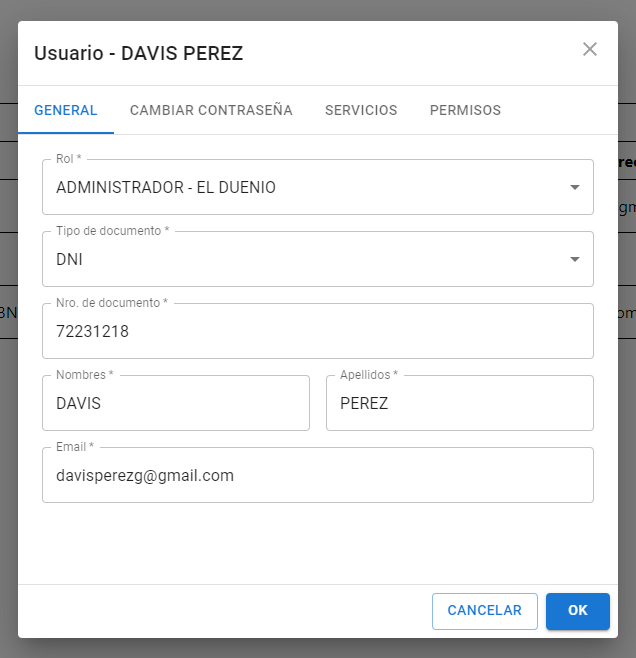 Usuario - DAVIS PEREZ
GENERAL CAMBIAR CONTRASEÑA SERVICIOS PERMISOS
Rol *
ADMINISTRADOR - EL DUENIO
Tipo de documento *
DNI
Nro. de documento *
72231218
Nombres * Apellidos *
DAVIS PEREZ
Email *
davisperezg@gmail.com
CANCELAR OK